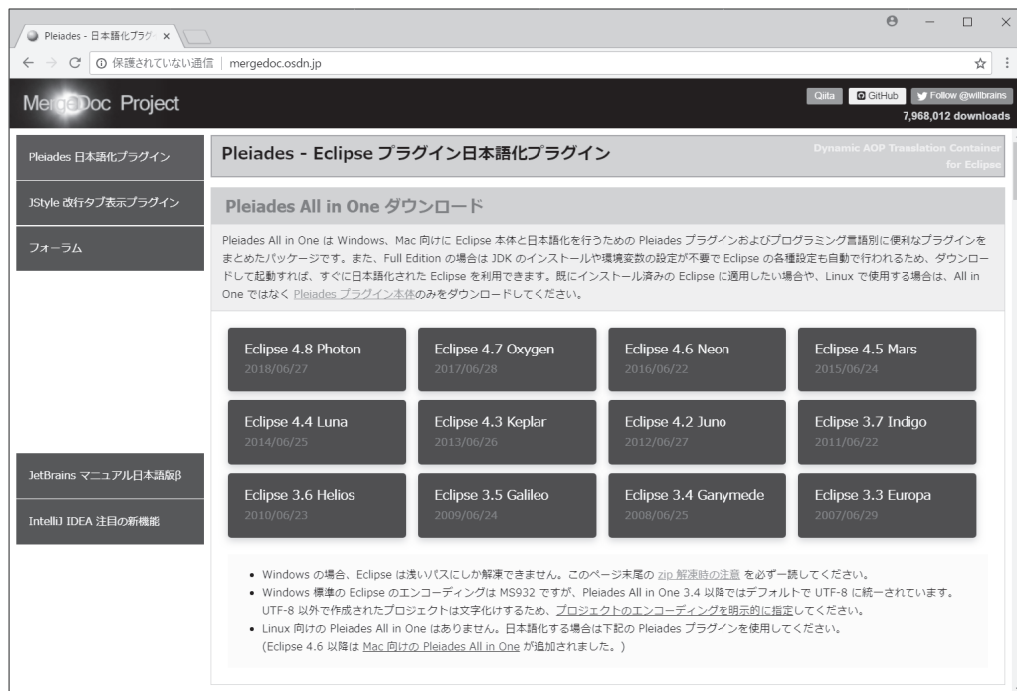 Pleiades - 日本語化プラグ
保護されていない通信 | mergedoc.osdn.jp
MergeDoc Project
Qiita
GitHub
Follow @willbrains
7,968,012 downloads
Pleiades 日本語化プラグイン
JStyle 改行タブ表示プラグイン
フォーラム
JetBrains マニュアル日本語版β
IntelliJ IDEA 注目の新機能
Pleiades - Eclipse プラグイン日本語化プラグイン
Dynamic AOP Translation Container
for Eclipse
Pleiades All in One ダウンロード
Pleiades All in One は Windows、Mac 向けに Eclipse 本体と日本語化を行うための Pleiades プラグインおよびプログラミング言語別に便利なプラグインを
まとめたパッケージです。また、Full Edition の場合は JDK のインストールや環境変数の設定が不要で Eclipse の各種設定も自動で行われるため、ダウンロー
ドして起動すれば、すぐに日本語化された Eclipse を利用できます。既にインストール済みの Eclipse に適用したい場合や、Linux で使用する場合は、All in
One ではなく Pleiades プラグイン本体のみをダウンロードしてください。
Eclipse 4.8 Photon
2018/06/27
Eclipse 4.7 Oxygen
2017/06/28
Eclipse 4.6 Neon
2016/06/22
Eclipse 4.5 Mars
2015/06/24
Eclipse 4.4 Luna
2014/06/25
Eclipse 4.3 Keplar
2013/06/26
Eclipse 4.2 Juno
2012/06/27
Eclipse 3.7 Indigo
2011/06/22
Eclipse 3.6 Helios
2010/06/23
Eclipse 3.5 Galileo
2009/06/24
Eclipse 3.4 Ganymede
2008/06/25
Eclipse 3.3 Europa
2007/06/29
• Windows の場合、Eclipse は浅いパスにしか解凍できません。このページ末尾の zip 解凍時の注意 を必ず一読してください。
• Windows 標準の Eclipse のエンコーディングは MS932 ですが、Pleiades All in One 3.4 以降ではデフォルトで UTF-8 に統一されています。
UTF-8 以外で作成されたプロジェクトは文字化けするため、プロジェクトのエンコーディングを明示的に指定してください。
• Linux 向けの Pleiades All in One はありません。日本語化する場合は下記の Pleiades プラグインを使用してください。
(Eclipse 4.6 以降は Mac 向けの Pleiades All in One が追加されました。)